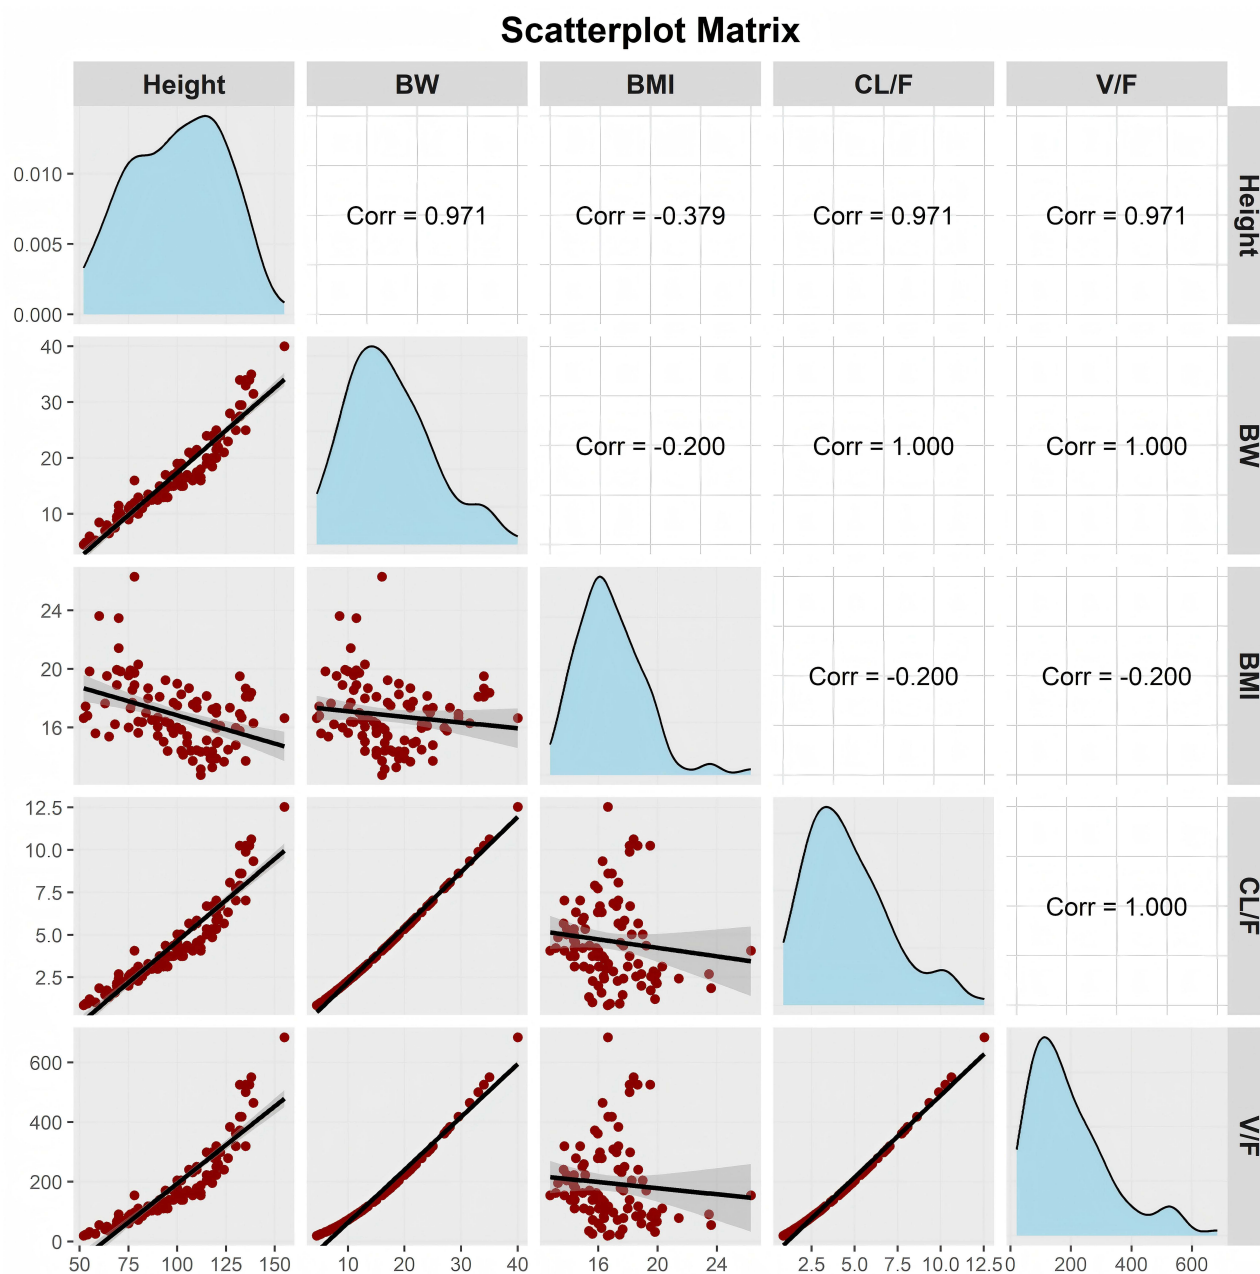 Scatterplot Matrix
Height BW BMI CL/F V/F
0.010
0.005
0.000
Corr = 0.971 Corr = -0.379 Corr = 0.971 Corr = 0.971
Height
40
30
20
10
Corr = -0.200 Corr = 1.000 Corr = 1.000
BW
24
20
16
Corr = -0.200 Corr = -0.200
BMI
12.5
10.0
7.5
5.0
2.5
Corr = 1.000
CL/F
600
400
200
0
V/F
50 75 100 125 150 10 20 30 40 16 20 24 2.5 5.0 7.5 10.0 12.5 0 200 400 600